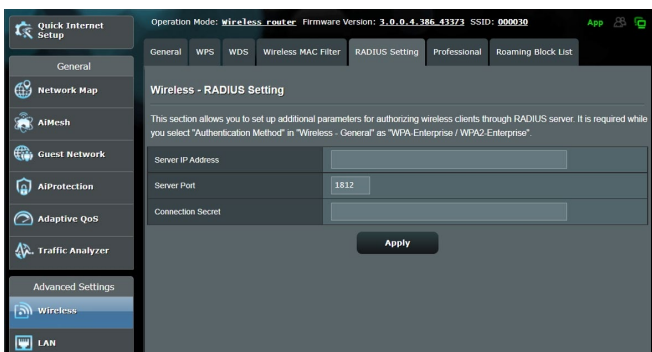 Quick Internet
Setup
Operation Mode: Wireless router Firmware Version: 3.0.0.4.386_43373 SSID: 000030
App
General
WPS
WDS
Wireless MAC Filter
RADIUS Setting
Professional
Roaming Block List
General
Network Map
AiMesh
Guest Network
AiProtection
Adaptive QoS
Traffic Analyzer
Advanced Settings
Wireless
LAN
Wireless - RADIUS Setting
This section allows you to set up additional parameters for authorizing wireless clients through RADIUS server. It is required while
you select "Authentication Method" in "Wireless - General" as "WPA-Enterprise / WPA2-
Enterprise".
Server IP Address
Server Port 1812
Connection Secret
Apply